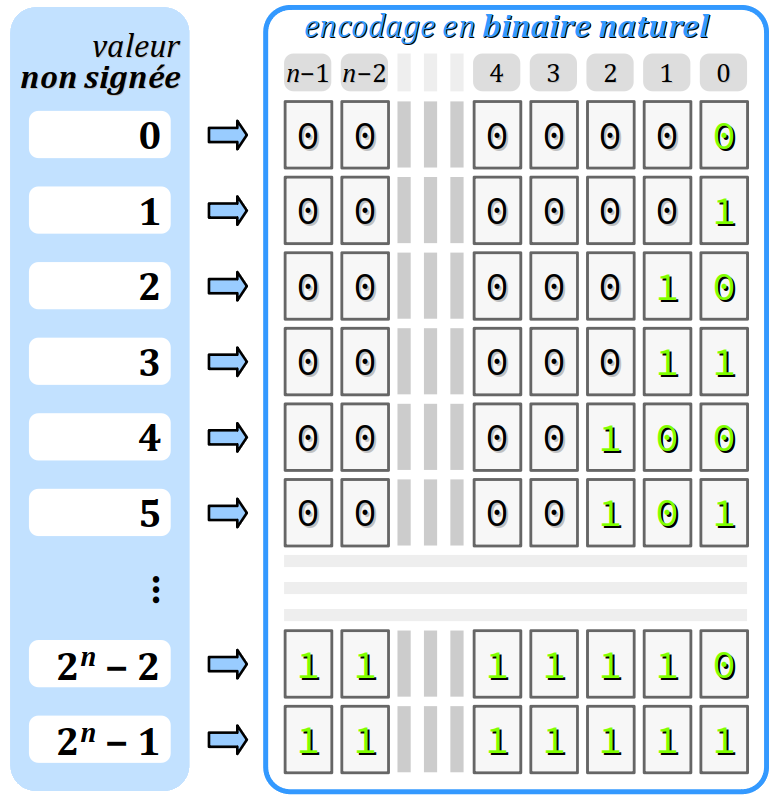 valeur
non signée
encodage en binaire naturel
n−1 n−2 4 3 2 1 0
0 0 0 0 0 0 0 0
1 0 0 0 0 0 0 1
2 0 0 0 0 0 1 0
3 0 0 0 0 0 1 1
4 0 0 0 0 1 0 0
5 0 0 0 0 1 0 1
⋮
2ⁿ − 2 1 1 1 1 1 1 0
2ⁿ − 1 1 1 1 1 1 1 1